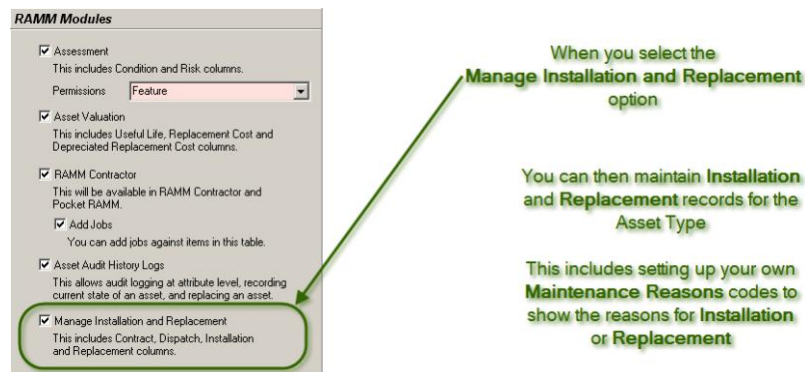 RAMM Modules
Assessment
This includes Condition and Risk columns.
Permissions Feature
Asset Valuation
This includes Useful Life, Replacement Cost and
Depreciated Replacement Cost columns.
RAMM Contractor
This will be available in RAMM Contractor and
Pocket RAMM.
Add Jobs
You can add jobs against items in this table.
Asset Audit History Logs
This allows audit logging at attribute level, recording
current state of an asset, and replacing an asset.
Manage Installation and Replacement
This includes Contract, Dispatch, Installation
and Replacement columns.
When you select the
Manage Installation and Replacement
option
You can then maintain Installation
and Replacement records for the
Asset Type
This includes setting up your own
Maintenance Reasons codes to
show the reasons for Installation
or Replacement